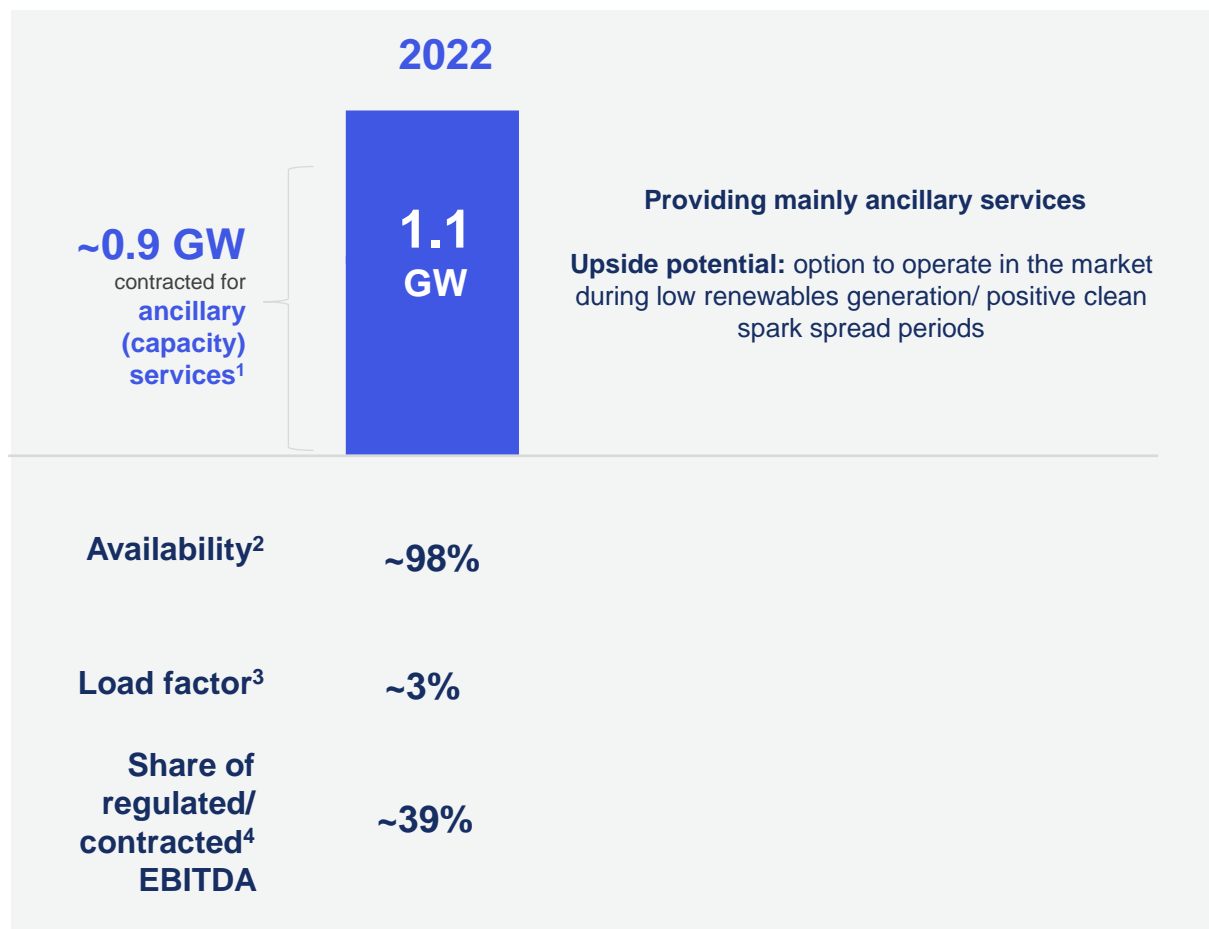 2022
~0.9 GW
contracted for
ancillary
(capacity)
services¹
1.1
GW
Providing mainly ancillary services
Upside potential: option to operate in the market
during low renewables generation/ positive clean
spark spread periods
Availability²
~98%
Load factor³
~3%
Share of
regulated/
contracted⁴
EBITDA
~39%